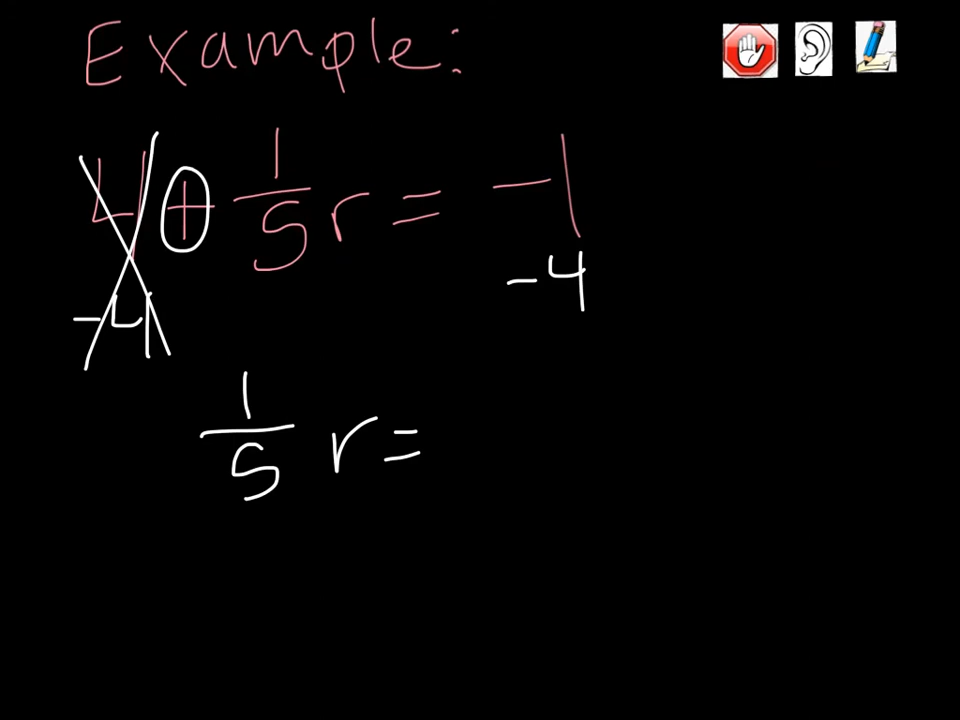 Example:
4 + 1/5 r = -1
-4 -4
1/5 r =